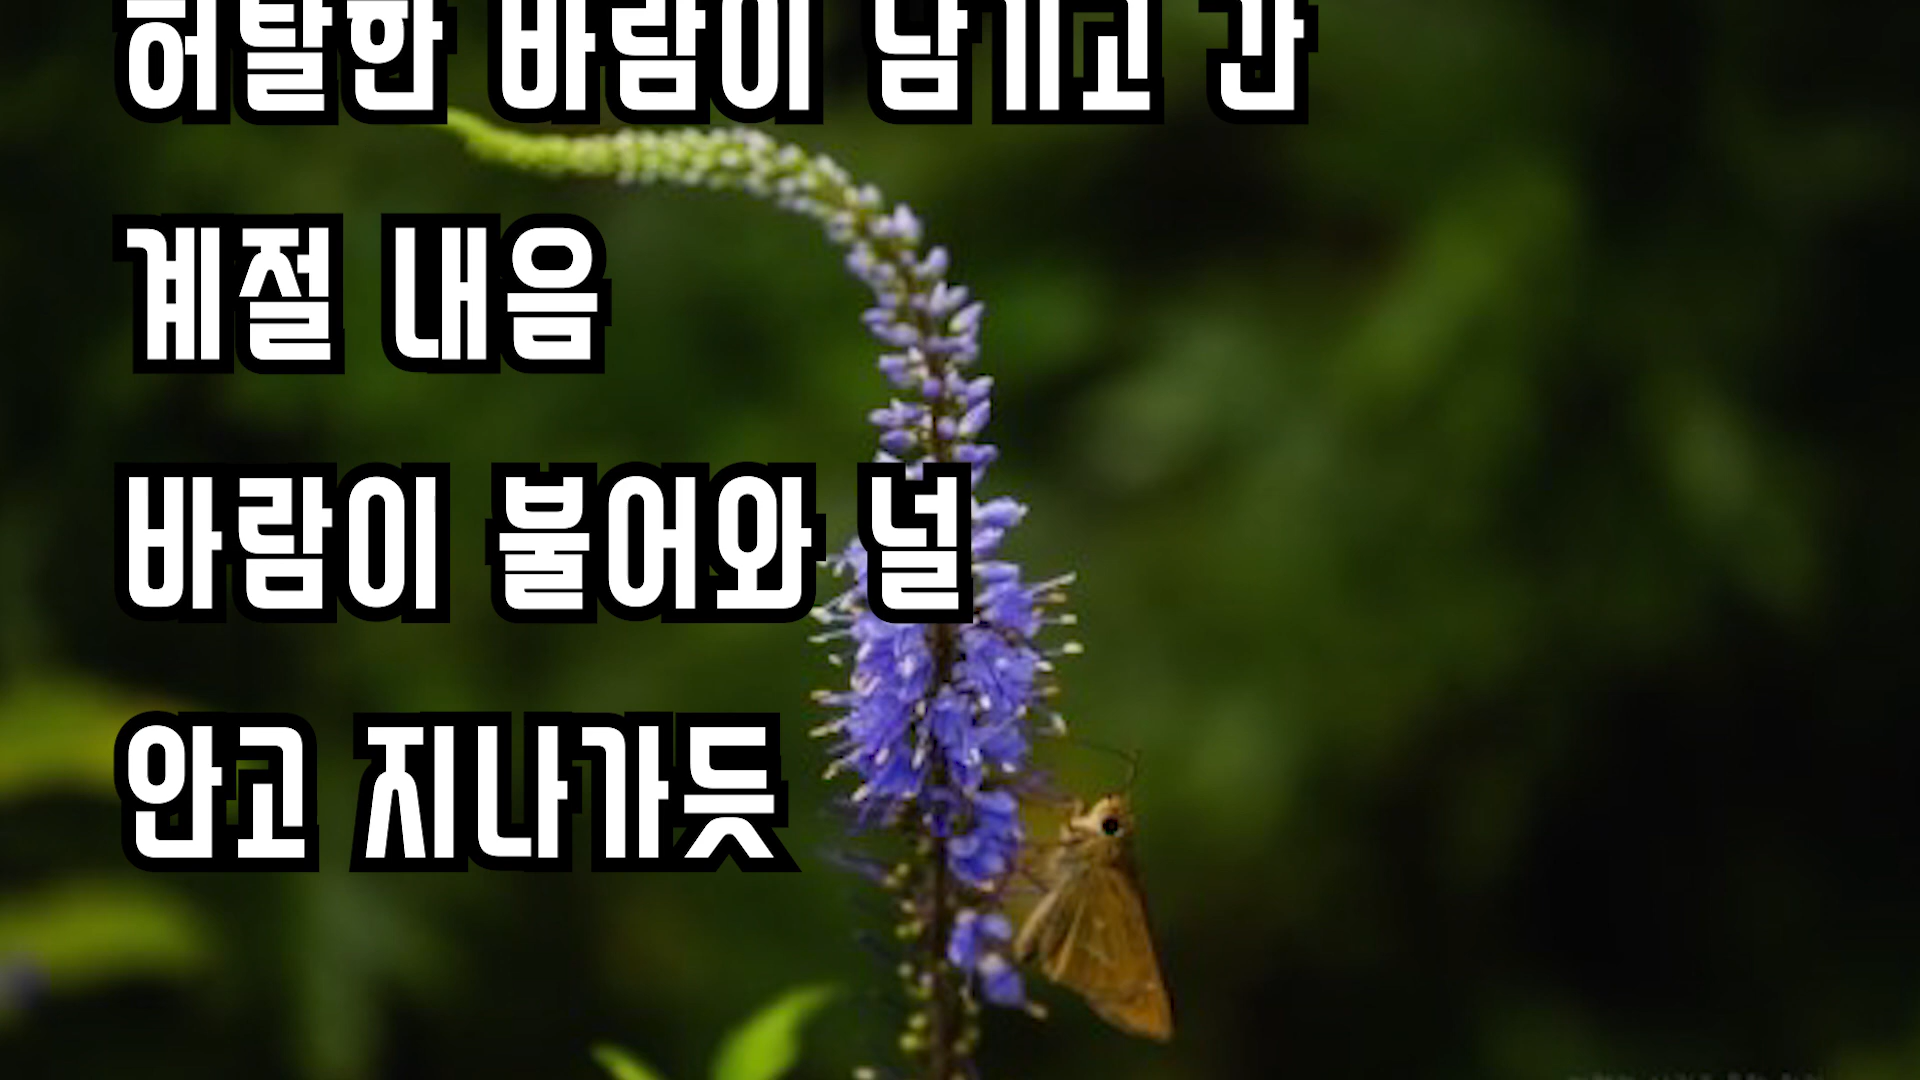 허탈한 바람이 남기고 간
계절 내음
바람이 불어와 널
안고 지나가듯